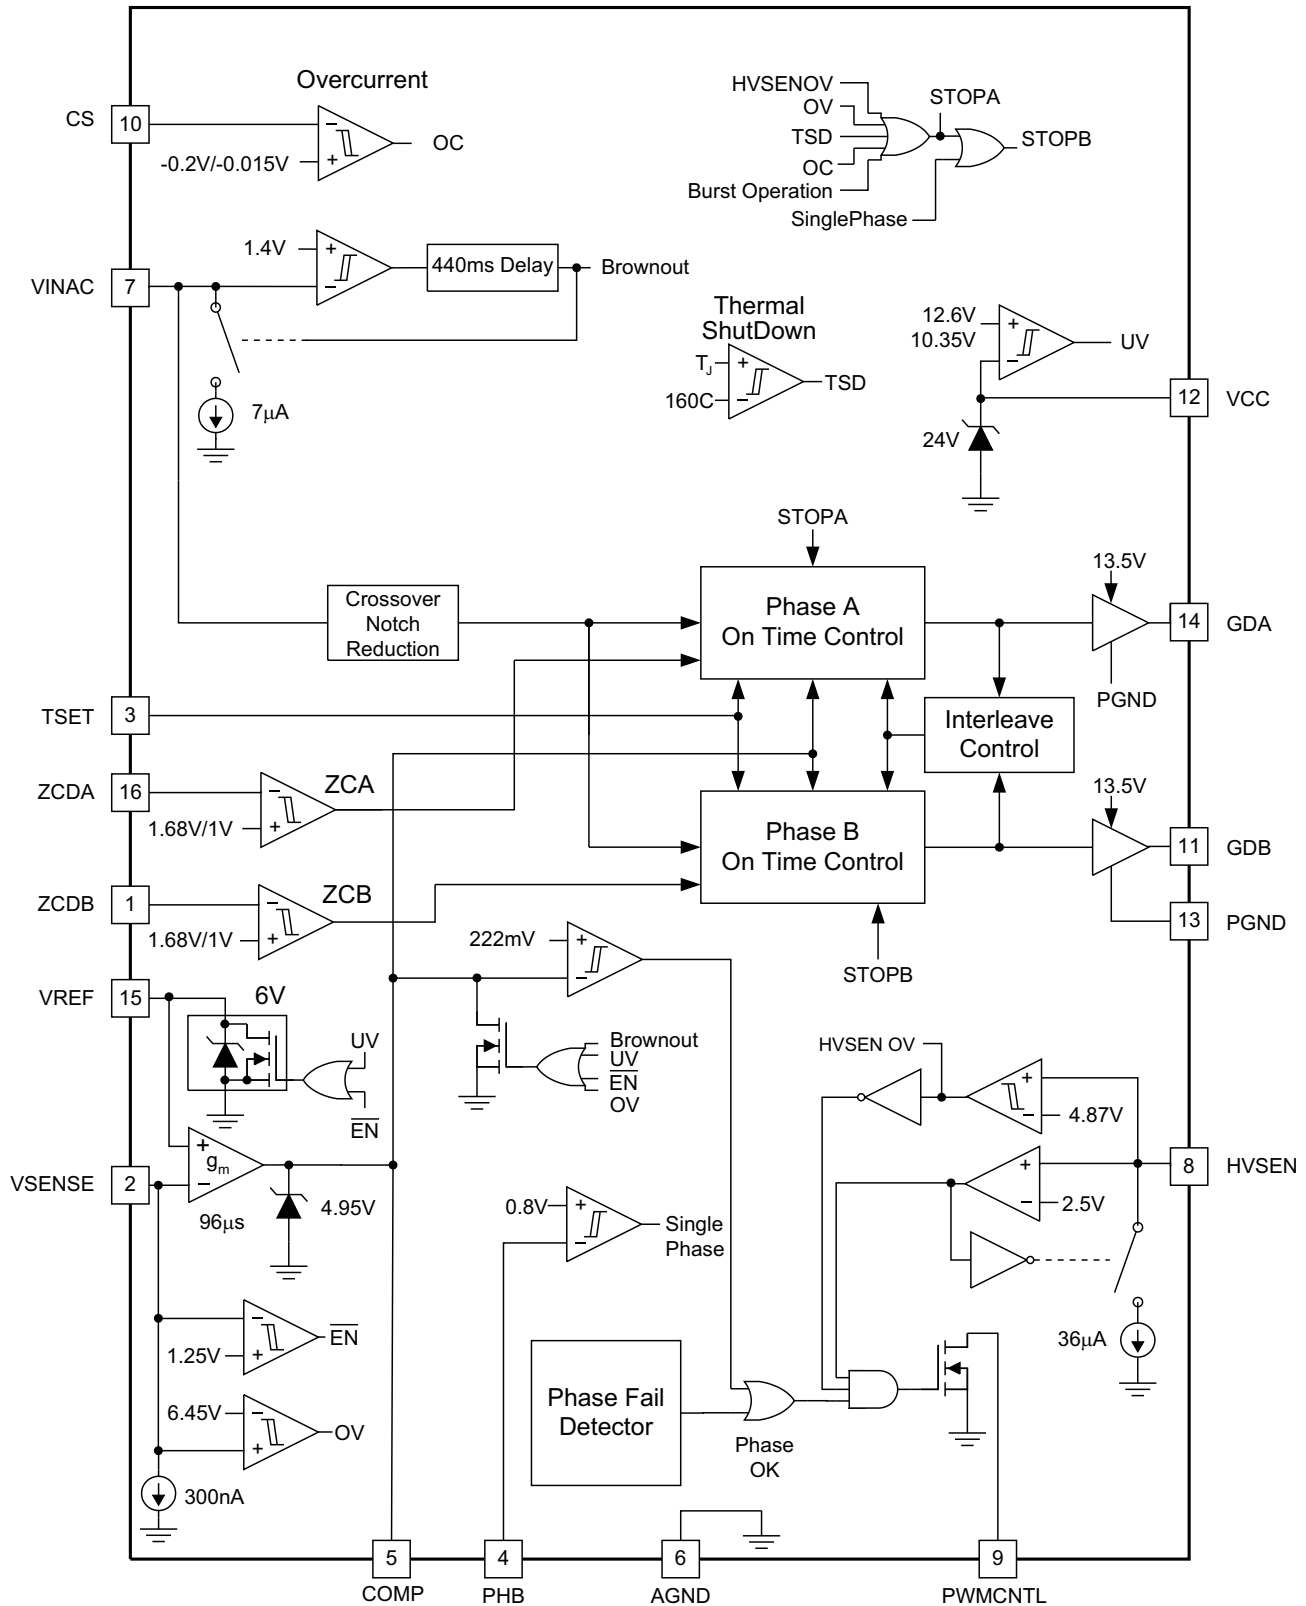 Overcurrent
CS
10
-0.2V/-0.015V
OC
HVSENOV
OV
TSD
OC
Burst Operation
SinglePhase
STOPA
STOPB
1.4V
440ms Delay
Brownout
VINAC
7
7μA
Thermal
ShutDown
TJ
160C
TSD
12.6V
10.35V
UV
12
VCC
24V
STOPA
Crossover
Notch
Reduction
Phase A
On Time Control
13.5V
14
GDA
PGND
TSET
3
Interleave
Control
ZCDA
16
1.68V/1V
ZCA
Phase B
On Time Control
13.5V
11
GDB
ZCDB
1
1.68V/1V
ZCB
13
PGND
STOPB
222mV
VREF
15
6V
UV
EN
Brownout
UV
EN
OV
HVSEN OV
4.87V
8
HVSEN
2.5V
36μA
VSENSE
2
gm
96μs
4.95V
0.8V
Single
Phase
EN
1.25V
6.45V
OV
300nA
Phase Fail
Detector
Phase
OK
5
COMP
4
PHB
6
AGND
9
PWMCNTL